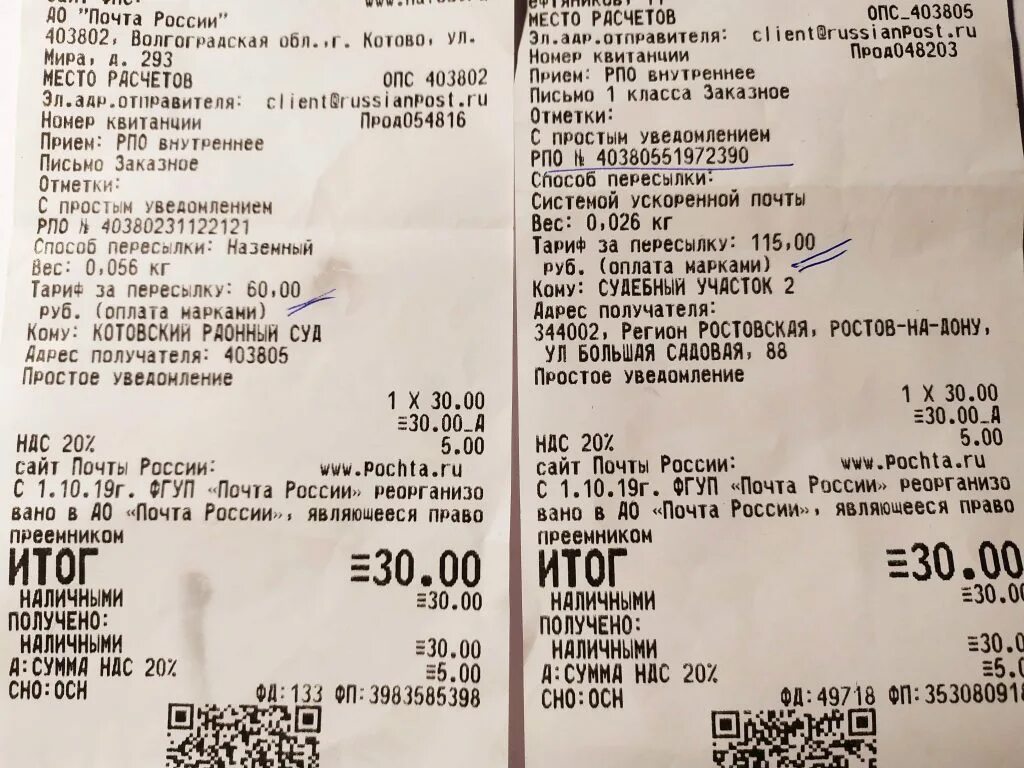 АО "Почта России"
403802, Волгоградская обл.,г. Котово, ул.
Мира, д. 293
МЕСТО РАСЧЕТОВ ОПС 403802
Эл.адр.отправителя: client@russianPost.ru
Номер квитанции Прод054816
Прием: РПО внутреннее
Письмо Заказное
Отметки:
С простым уведомлением
РПО № 40380231122121
Способ пересылки: Наземный
Вес: 0,056 кг
Тариф за пересылку: 60,00
руб. (оплата марками)
Кому: КОТОВСКИЙ РАОННЫЙ СУД
Адрес получателя: 403805
Простое уведомление
1 X 30.00
≡30.00_А
НДС 20% 5.00
сайт Почты России: www.Pochta.ru
С 1.10.19г. ФГУП «Почта России» реорганизо
вано в АО «Почта России», являющееся право
преемником
ИТОГ ≡30.00
НАЛИЧНЫМИ ≡30.00
ПОЛУЧЕНО:
НАЛИЧНЫМИ ≡30.00
А:СУММА НДС 20% ≡5.00
СНО:ОСН ФД:133 ФП:3983585398
МЕСТО РАСЧЕТОВ ОПС_403805
Эл.адр.отправителя: client@russianPost.ru
Номер квитанции Прод048203
Прием: РПО внутреннее
Письмо 1 класса Заказное
Отметки:
С простым уведомлением
РПО № 40380551972390
Способ пересылки:
Системой ускоренной почты
Вес: 0,026 кг
Тариф за пересылку: 115,00
руб. (оплата марками)
Кому: СУДЕБНЫЙ УЧАСТОК 2
Адрес получателя:
344002, Регион РОСТОВСКАЯ, РОСТОВ-НА-ДОНУ,
УЛ БОЛЬШАЯ САДОВАЯ, 88
Простое уведомление
1 X 30.00
≡30.00_А
НДС 20% 5.00
сайт Почты России: www.Pochta.ru
С 1.10.19г. ФГУП «Почта России» реорганизо
вано в АО «Почта России», являющееся право
преемником
ИТОГ ≡30.00
НАЛИЧНЫМИ ≡30.00
ПОЛУЧЕНО:
НАЛИЧНЫМИ ≡30.0
А:СУММА НДС 20% ≡5.
СНО:ОСН ФД:49718 ФП:353080918